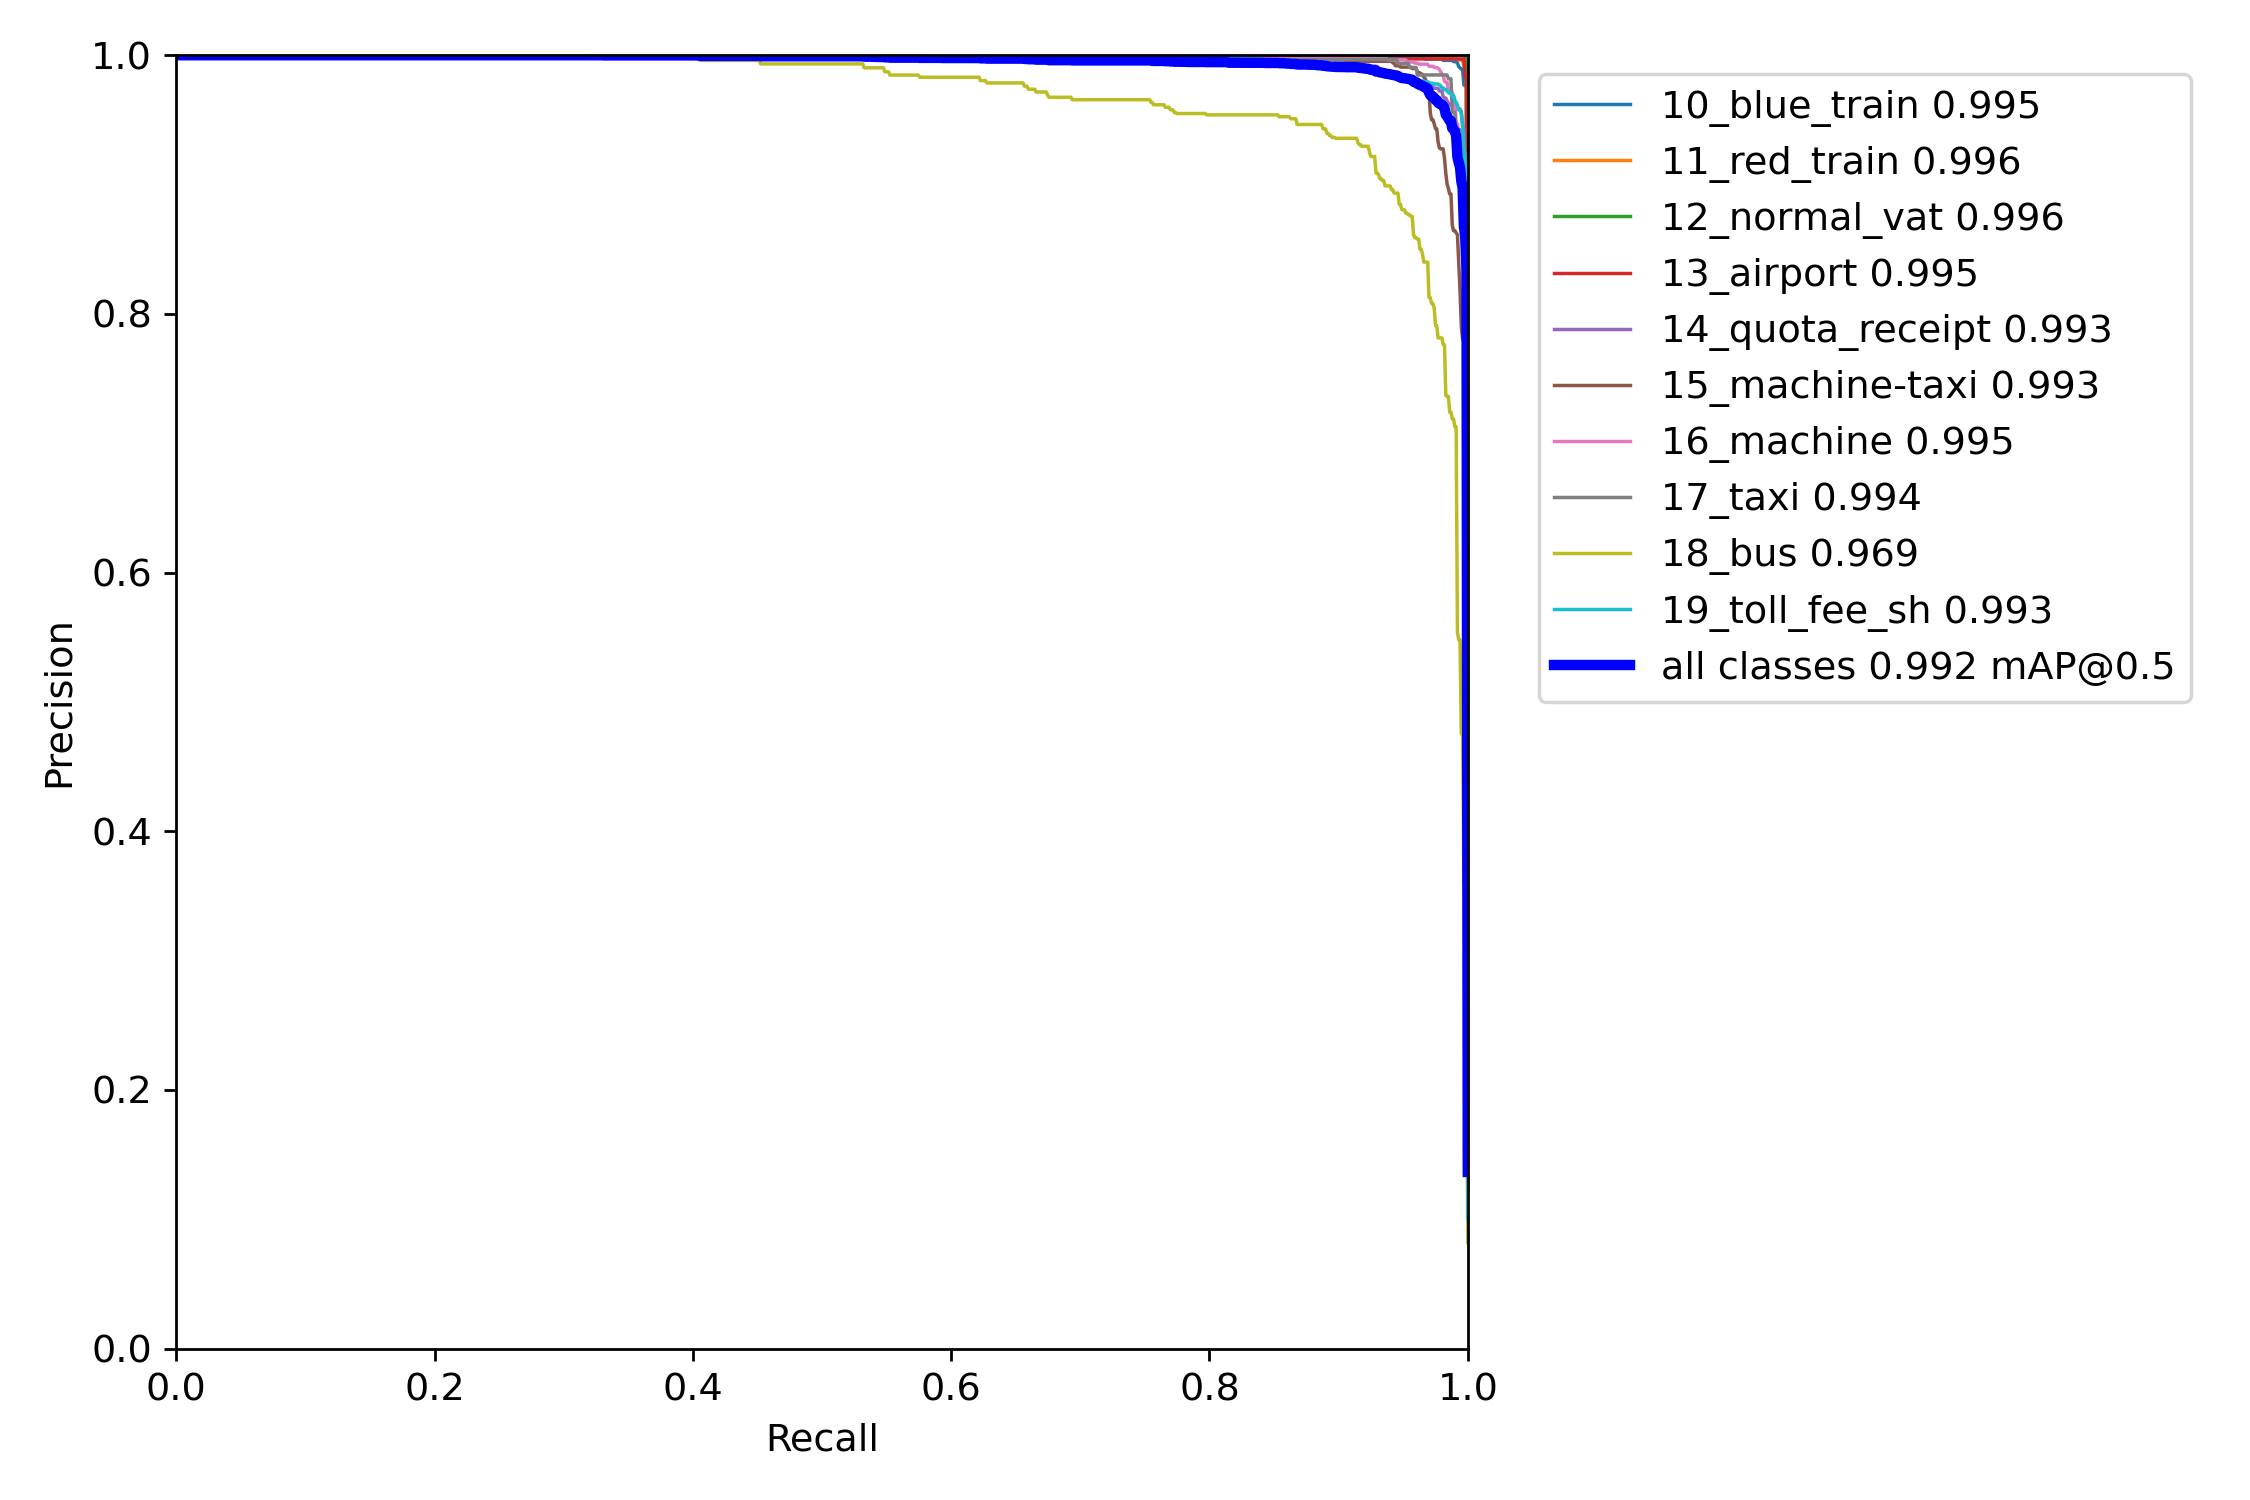 1.0
0.8
0.6
0.4
0.2
0.0
0.0 0.2 0.4 0.6 0.8 1.0
Precision
Recall
10_blue_train 0.995
11_red_train 0.996
12_normal_vat 0.996
13_airport 0.995
14_quota_receipt 0.993
15_machine-taxi 0.993
16_machine 0.995
17_taxi 0.994
18_bus 0.969
19_toll_fee_sh 0.993
all classes 0.992 mAP@0.5